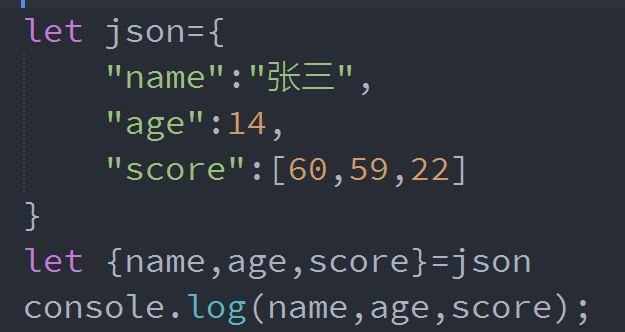 let json={
    "name":"张三",
    "age":14,
    "score":[60,59,22]
}
let {name,age,score}=json
console.log(name,age,score);